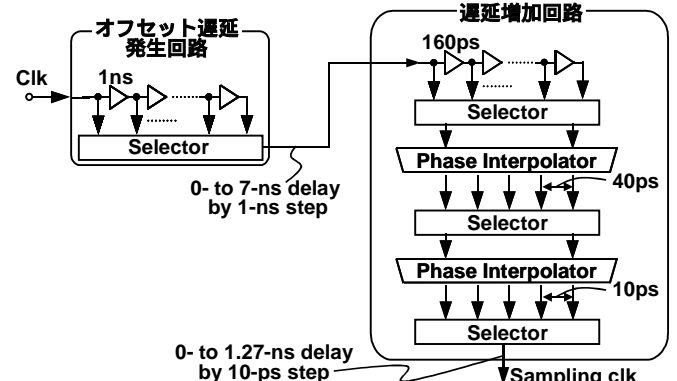 オフセット遅延
発生回路
Clk
1ns
Selector
0- to 7-ns delay
by 1-ns step
遅延増加回路
160ps
Selector
Phase Interpolator
40ps
Selector
Phase Interpolator
10ps
Selector
0- to 1.27-ns delay
by 10-ps step
Sampling clk